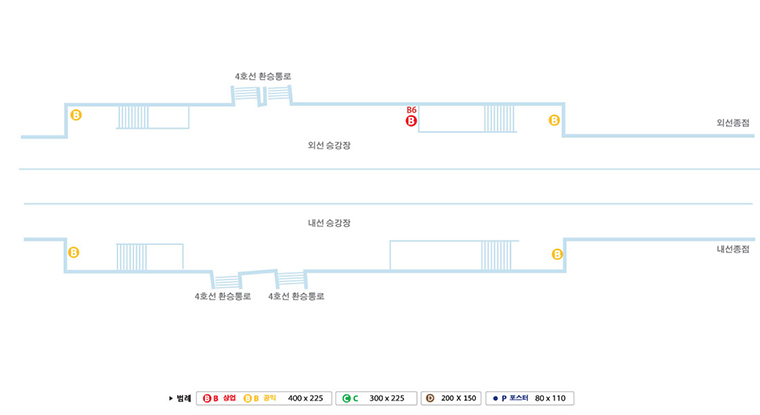 4호선 환승통로
B6
B
B
B
외선종점
외선 승강장
내선 승강장
내선종점
B
B
4호선 환승통로
4호선 환승통로
▶ 범례
B B 상업 B B 공익 400 x 225
C C 300 x 225
D 200 X 150
● P 포스터 80 x 110